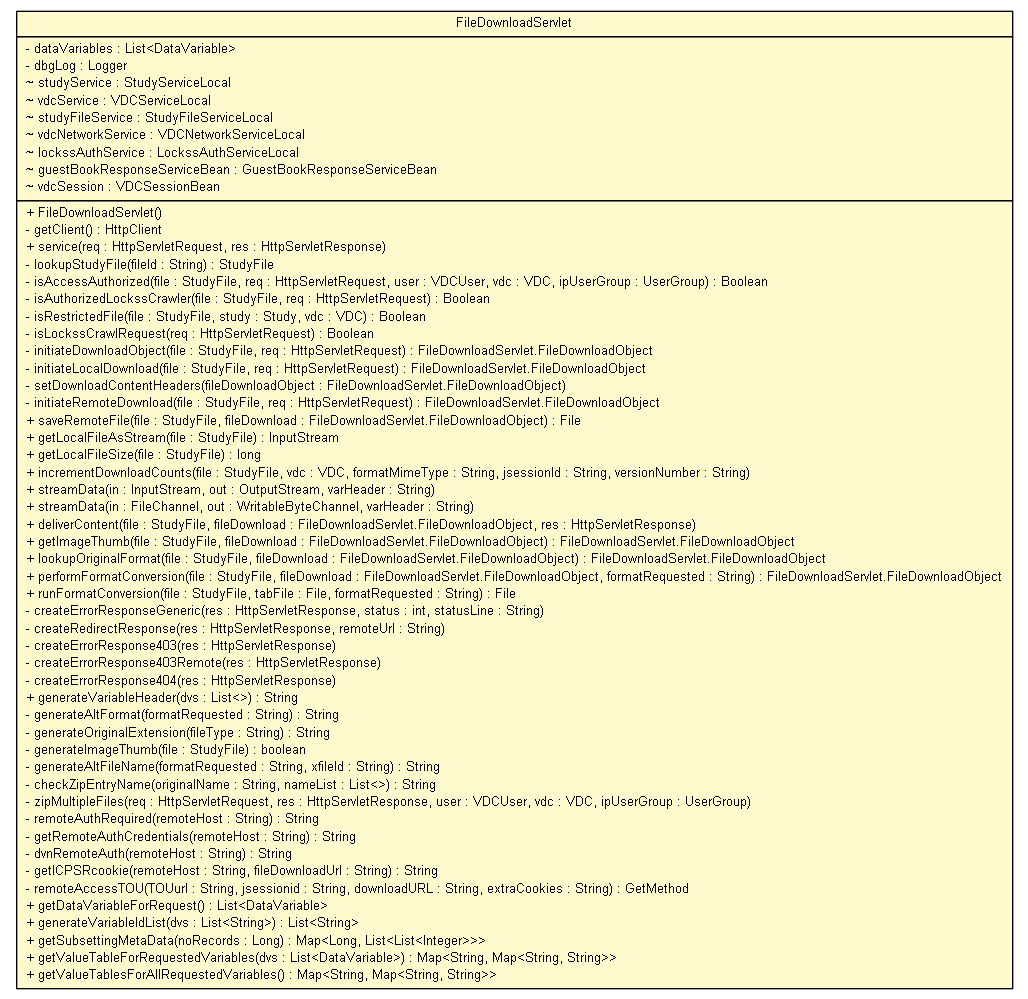 FileDownloadServlet
- dataVariables : List<DataVariable>
- dbgLog : Logger
~ studyService : StudyServiceLocal
~ vdcService : VDCServiceLocal
~ studyFileService : StudyFileServiceLocal
~ vdcNetworkService : VDCNetworkServiceLocal
~ lockssAuthService : LockssAuthServiceLocal
~ guestBookResponseServiceBean : GuestBookResponseServiceBean
~ vdcSession : VDCSessionBean
+ FileDownloadServlet()
- getClient() : HttpClient
+ service(req : HttpServletRequest, res : HttpServletResponse)
- lookupStudyFile(fileId : String) : StudyFile
- isAccessAuthorized(file : StudyFile, req : HttpServletRequest, user : VDCUser, vdc : VDC, ipUserGroup : UserGroup) : Boolean
- isAuthorizedLockssCrawler(file : StudyFile, req : HttpServletRequest) : Boolean
- isRestrictedFile(file : StudyFile, study : Study, vdc : VDC) : Boolean
- isLockssCrawlRequest(req : HttpServletRequest) : Boolean
- initiateDownloadObject(file : StudyFile, req : HttpServletRequest) : FileDownloadServlet.FileDownloadObject
- initiateLocalDownload(file : StudyFile, req : HttpServletRequest) : FileDownloadServlet.FileDownloadObject
- setDownloadContentHeaders(fileDownloadObject : FileDownloadServlet.FileDownloadObject)
- initiateRemoteDownload(file : StudyFile, req : HttpServletRequest) : FileDownloadServlet.FileDownloadObject
+ saveRemoteFile(file : StudyFile, fileDownload : FileDownloadServlet.FileDownloadObject) : File
+ getLocalFileAsStream(file : StudyFile) : InputStream
+ getLocalFileSize(file : StudyFile) : long
+ incrementDownloadCounts(file : StudyFile, vdc : VDC, formatMimeType : String, jsessionId : String, versionNumber : String)
+ streamData(in : InputStream, out : OutputStream, varHeader : String)
+ streamData(in : FileChannel, out : WritableByteChannel, varHeader : String)
+ deliverContent(file : StudyFile, fileDownload : FileDownloadServlet.FileDownloadObject, res : HttpServletResponse)
+ getImageThumb(file : StudyFile, fileDownload : FileDownloadServlet.FileDownloadObject) : FileDownloadServlet.FileDownloadObject
+ lookupOriginalFormat(file : StudyFile, fileDownload : FileDownloadServlet.FileDownloadObject) : FileDownloadServlet.FileDownloadObject
+ performFormatConversion(file : StudyFile, fileDownload : FileDownloadServlet.FileDownloadObject, formatRequested : String) : FileDownloadServlet.FileDownloadObject
+ runFormatConversion(file : StudyFile, tabFile : File, formatRequested : String) : File
- createErrorResponseGeneric(res : HttpServletResponse, status : int, statusLine : String)
- createRedirectResponse(res : HttpServletResponse, remoteUrl : String)
- createErrorResponse403(res : HttpServletResponse)
- createErrorResponse403Remote(res : HttpServletResponse)
- createErrorResponse404(res : HttpServletResponse)
+ generateVariableHeader(dvs : List<>) : String
- generateAltFormat(formatRequested : String) : String
- generateOriginalExtension(fileType : String) : String
- generateImageThumb(file : StudyFile) : boolean
- generateAltFileName(formatRequested : String, xfileId : String) : String
- checkZipEntryName(originalName : String, nameList : List<>) : String
- zipMultipleFiles(req : HttpServletRequest, res : HttpServletResponse, user : VDCUser, vdc : VDC, ipUserGroup : UserGroup)
- remoteAuthRequired(remoteHost : String) : String
- getRemoteAuthCredentials(remoteHost : String) : String
- dvnRemoteAuth(remoteHost : String) : String
- getICPSRcookie(remoteHost : String, fileDownloadUrl : String) : String
- remoteAccessTOU(TOUurl : String, jsessionid : String, downloadURL : String, extraCookies : String) : GetMethod
+ getDataVariableForRequest() : List<DataVariable>
+ generateVariableIdList(dvs : List<String>) : List<String>
+ getSubsettingMetaData(noRecords : Long) : Map<Long, List<List<Integer>>>
+ getValueTableForRequestedVariables(dvs : List<DataVariable>) : Map<String, Map<String, String>>
+ getValueTablesForAllRequestedVariables() : Map<String, Map<String, String>>